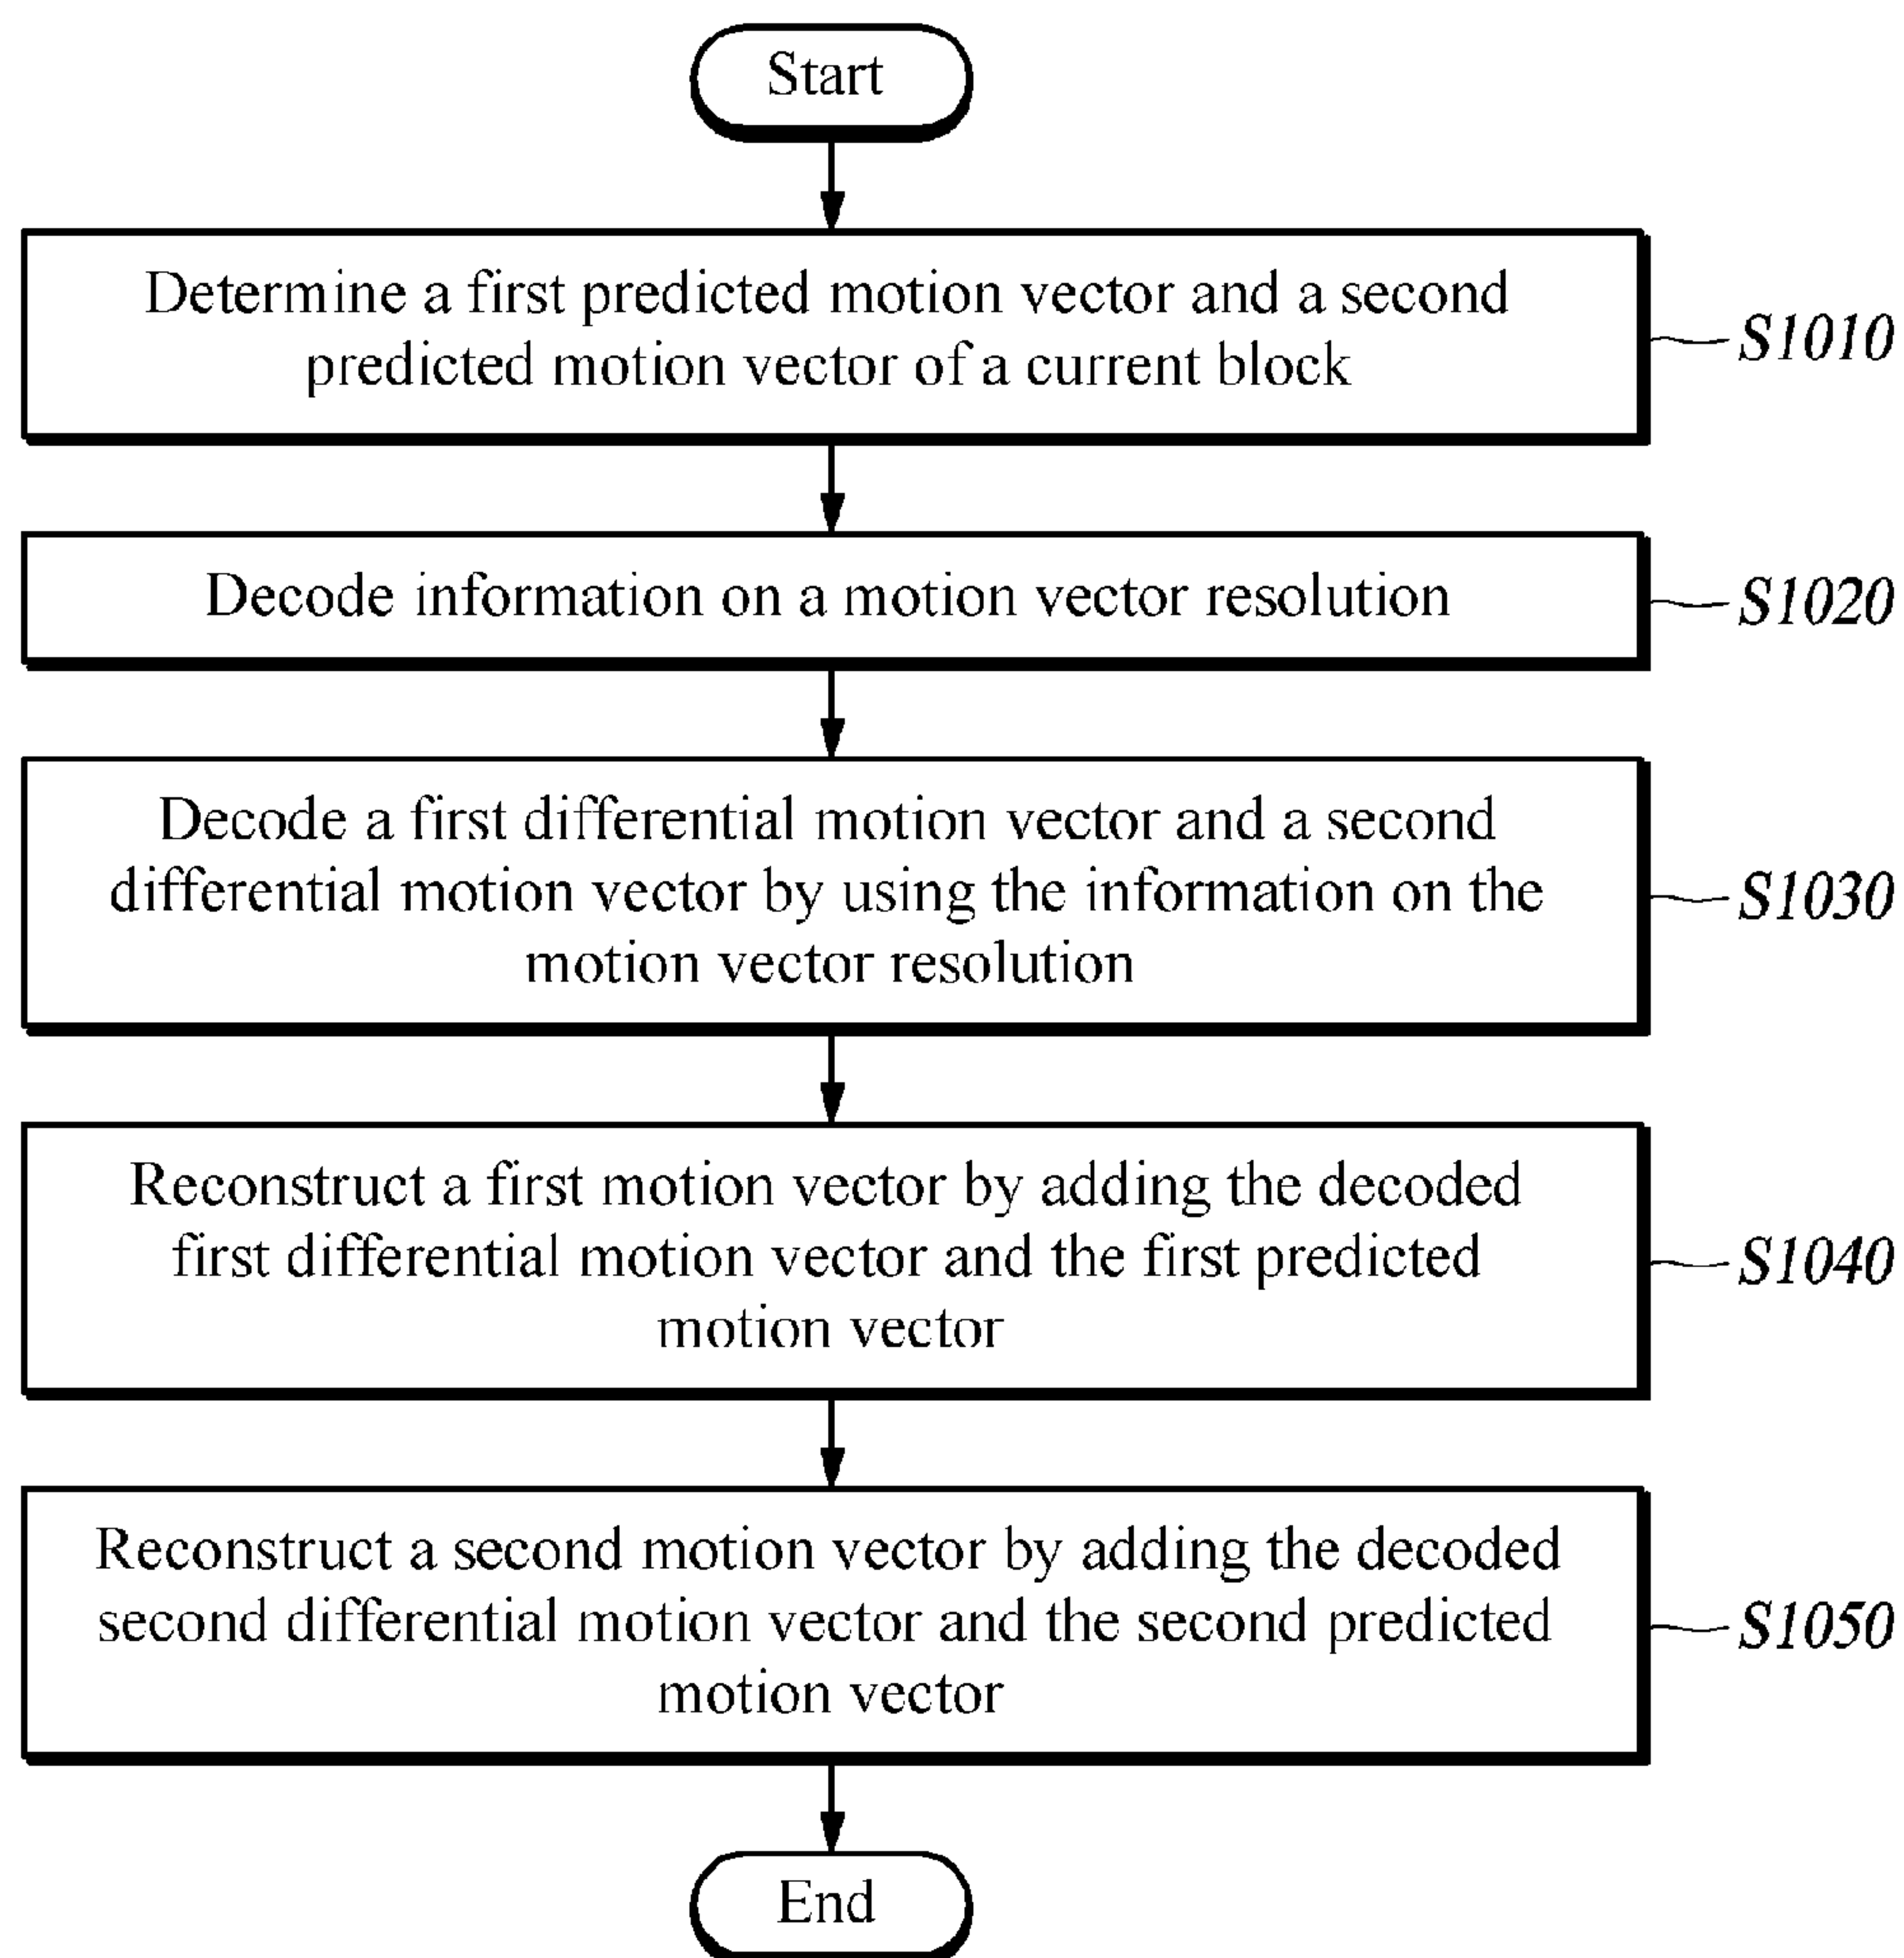 Start
Determine a first predicted motion vector and a second
predicted motion vector of a current block
S1010
Decode information on a motion vector resolution
S1020
Decode a first differential motion vector and a second
differential motion vector by using the information on the
motion vector resolution
S1030
Reconstruct a first motion vector by adding the decoded
first differential motion vector and the first predicted
motion vector
S1040
Reconstruct a second motion vector by adding the decoded
second differential motion vector and the second predicted
motion vector
S1050
End